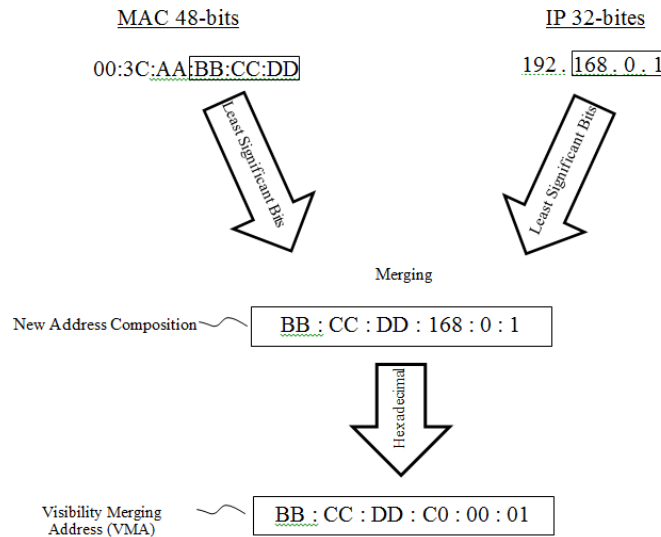 MAC 48-bits
IP 32-bites
00:3C:AA:BB:CC:DD
192 . 168 . 0 . 1
Least Significant Bits
Least Significant Bits
Merging
New Address Composition
BB : CC : DD : 168 : 0 : 1
Hexadecimal
Visibility Merging
Address (VMA)
BB : CC : DD : C0 : 00 : 01